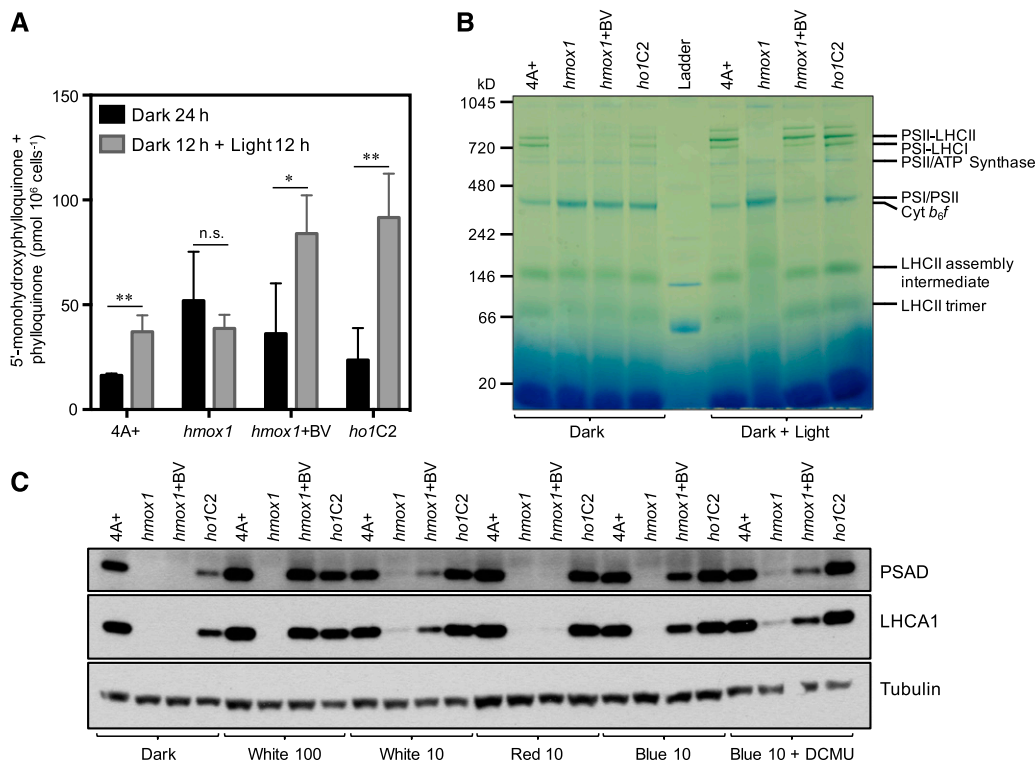 A
5'-monohydroxyphylloquinone +
phylloquinone (pmol 10⁶ cells⁻¹)
150
100
50
0
Dark 24 h
Dark 12 h + Light 12 h
**
n.s.
*
**
4A+ hmox1 hmox1+BV ho1C2
B
kD
4A+ hmox1 hmox1+BV ho1C2 Ladder 4A+ hmox1 hmox1+BV ho1C2
1045
720
480
242
146
66
20
PSII-LHCII
PSI-LHCI
PSII/ATP Synthase
PSI/PSII
Cyt b₆f
LHCII assembly
intermediate
LHCII trimer
Dark Dark + Light
C
4A+ hmox1 hmox1+BV ho1C2 4A+ hmox1 hmox1+BV ho1C2 4A+ hmox1 hmox1+BV ho1C2 4A+ hmox1 hmox1+BV ho1C2 4A+ hmox1 hmox1+BV ho1C2 4A+ hmox1 hmox1+BV ho1C2
PSAD
LHCA1
Tubulin
Dark White 100 White 10 Red 10 Blue 10 Blue 10 + DCMU